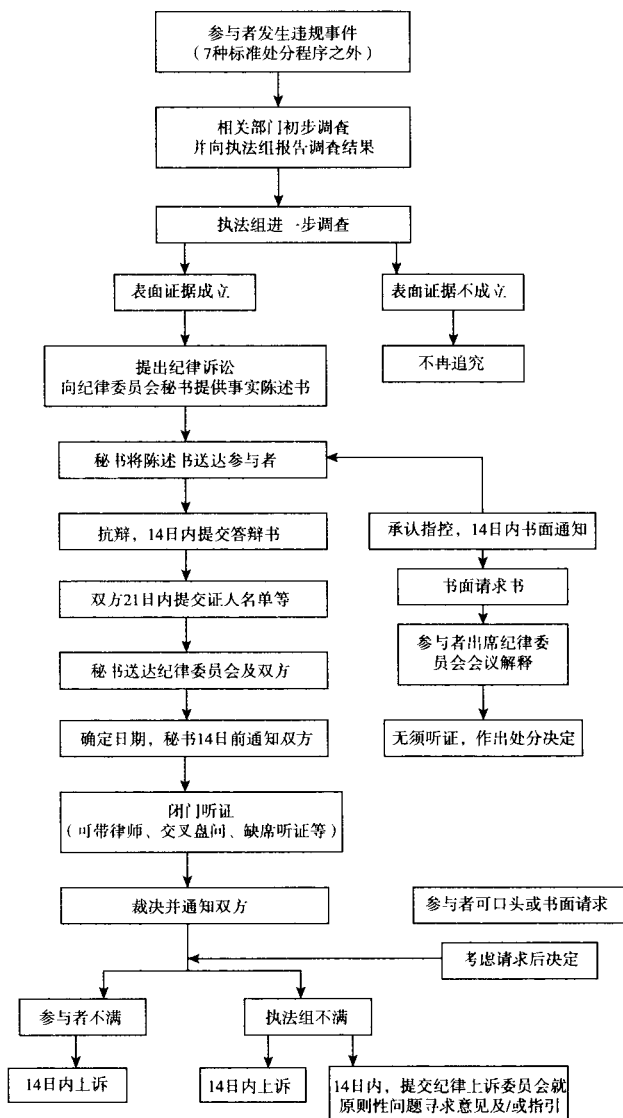 参与者发生违规事件
（7种标准处分程序之外）
相关部门初步调查
并向执法组报告调查结果
执法组进一步调查
表面证据成立
表面证据不成立
提出纪律诉讼
向纪律委员会秘书提供事实陈述书
不再追究
秘书将陈述书送达参与者
抗辩，14日内提交答辩书
承认指控，14日内书面通知
双方21日内提交证人名单等
书面请求书
秘书送达纪律委员会及双方
参与者出席纪律委
员会会议解释
确定日期，秘书14日前通知双方
无须听证，作出处分决定
闭门听证
（可带律师、交叉盘问、缺席听证等）
裁决并通知双方
参与者可口头或书面请求
考虑请求后决定
参与者不满
执法组不满
14日内上诉
14日内上诉
14日内，提交纪律上诉委员会就
原则性问题寻求意见及/或指引